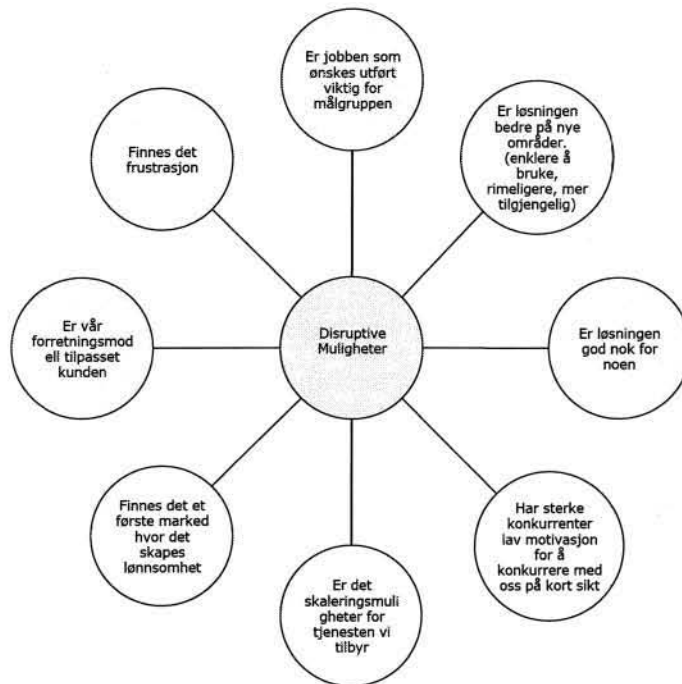 Er jobben som
ønskes utført
viktig for
målgruppen
Er løsningen
bedre på nye
områder.
(enklere å
bruke,
rimeligere, mer
tilgjengelig)
Finnes det
frustrasjon
Er vår
forretningsmod
ell tilpasset
kunden
Disruptive
Muligheter
Er løsningen
god nok for
noen
Finnes det et
første marked
hvor det
skapes
lønnsomhet
Har sterke
konkurrenter
lav motivasjon
for å
konkurrere med
oss på kort sikt
Er det
skaleringsmuli
gheter for
tjenesten vi
tilbyr